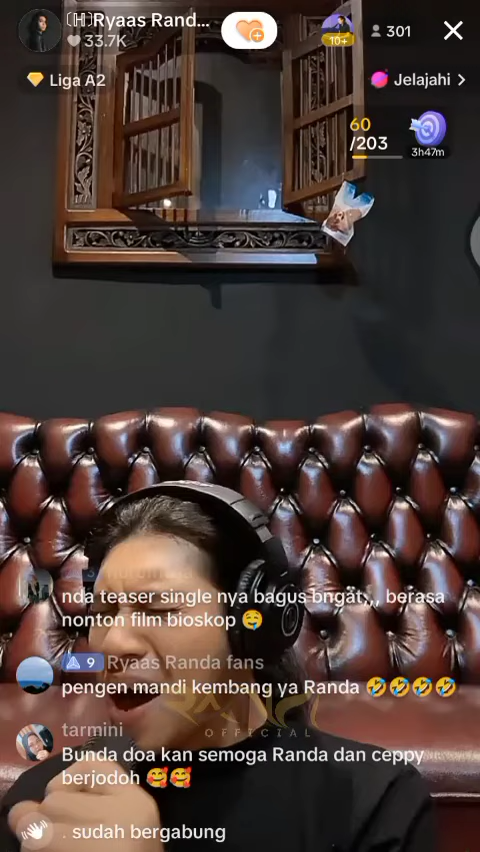 [H]Ryaas Rand...
33.7K
10+
301
Liga A2
Jelajahi >
60
/203
3h47m
nda teaser single nya bagus bngat,,, berasa
nonton film bioskop 🤤
9 Ryaas Randa fans
pengen mandi kembang ya Randa 🤣🤣🤣🤣
tarmini
Bunda doa kan semoga Randa dan ceppy
berjodoh 🥰🥰
OFFICIAL
. sudah bergabung